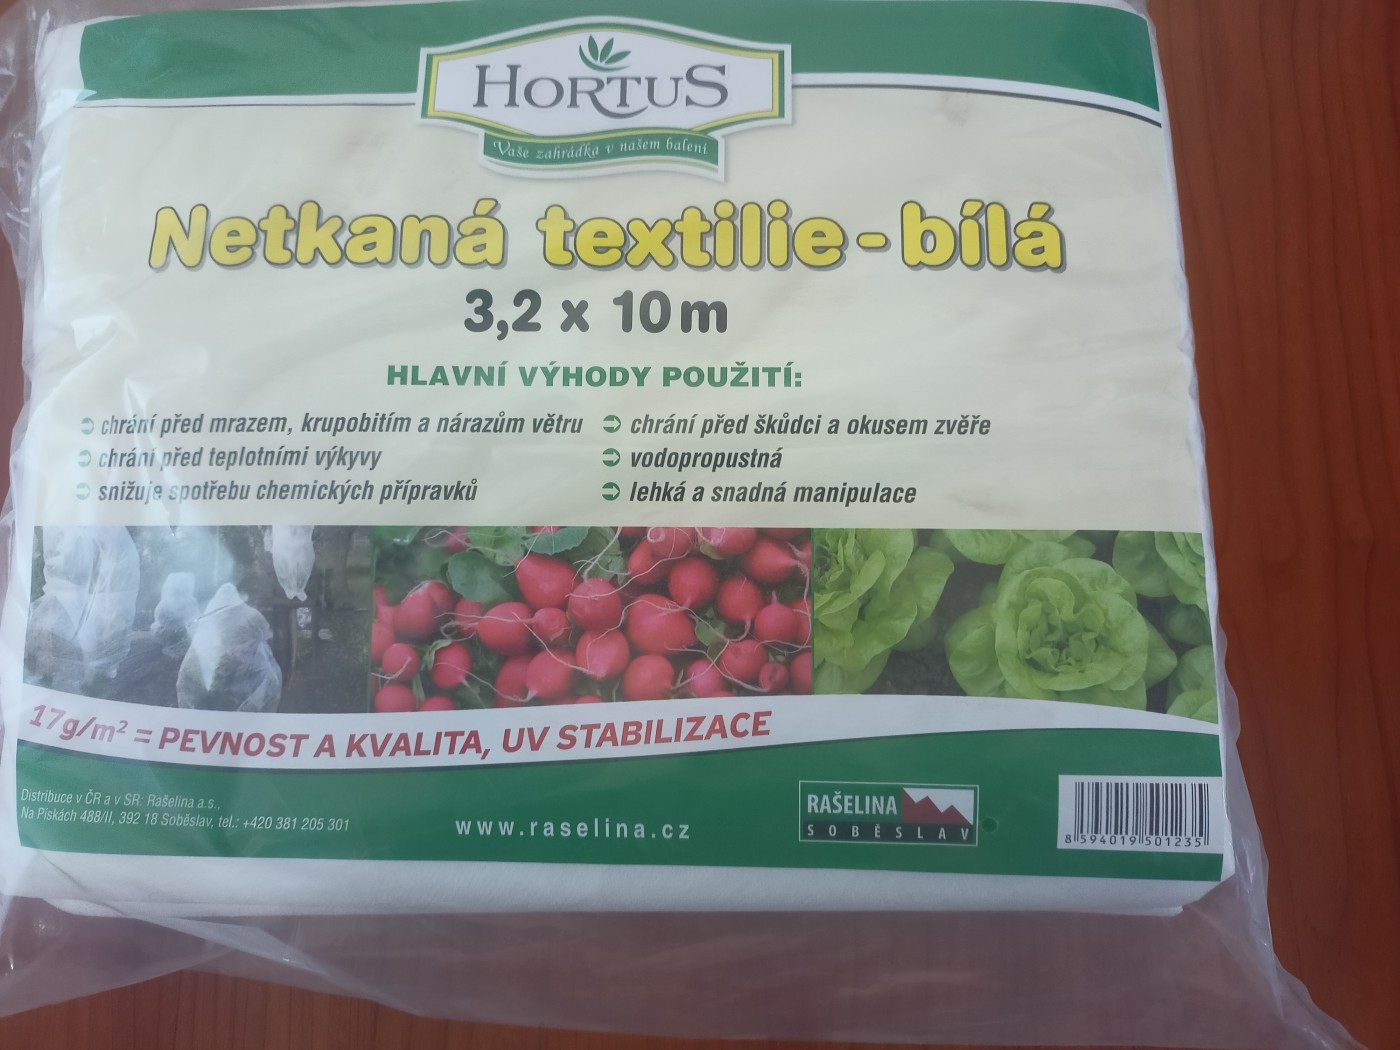 HORTUS
Vaše zahrádka v našem balení
Netkaná textilie - bílá
3,2 x 10 m
HLAVNÍ VÝHODY POUŽITÍ:
chrání před mrazem, krupobitím a nárazům větru
chrání před teplotními výkyvy
snižuje spotřebu chemických přípravků
chrání před škůdci a okusem zvěře
vodopropustná
lehká a snadná manipulace
17g/m² = PEVNOST A KVALITA, UV STABILIZACE
Distribuce v ČR a v SR: Rašelina a.s.,
Na Pískách 488/II, 392 18 Soběslav, tel.: +420 381 205 301
www.raselina.cz
RAŠELINA
SOBĚSLAV
8 594019 501235